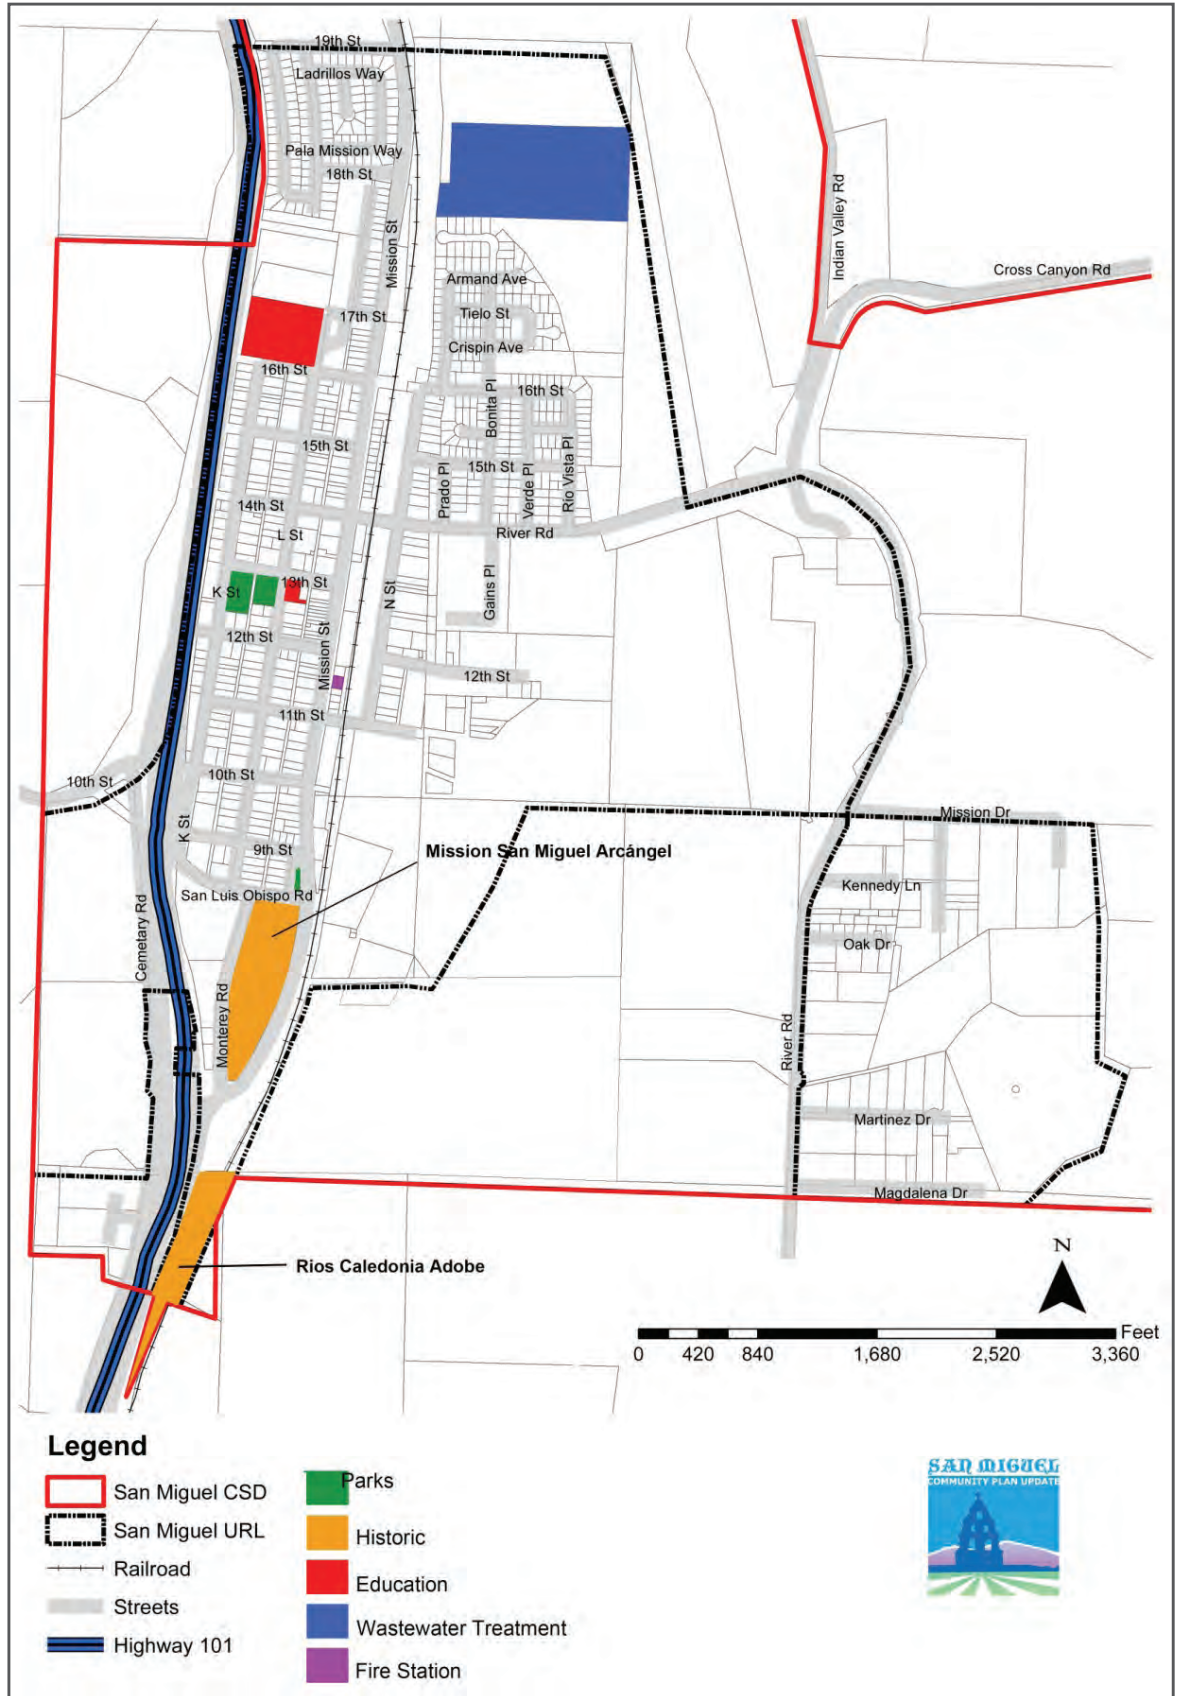 19th St
Ladrillos Way
Pala Mission Way
18th St
Mission St
Indian Valley Rd
Cross Canyon Rd
Armand Ave
Tielo St
17th St
Crispin Ave
16th St
16th St
Bonita Pl
15th St
15th St
Prado Pl
Verde Pl
Rio Vista Pl
14th St
River Rd
L St
13th St
K St
N St
Gains Pl
12th St
Mission St
12th St
11th St
10th St
10th St
Mission Dr
K St
9th St
Mission San Miguel Arcángel
Kennedy Ln
San Luis Obispo Rd
Cemetary Rd
Oak Dr
Monterey Rd
River Rd
Martinez Dr
Magdalena Dr
Rios Caledonia Adobe
N
Feet
0 420 840 1,680 2,520 3,360
Legend
San Miguel CSD
San Miguel URL
Railroad
Streets
Highway 101
Parks
Historic
Education
Wastewater Treatment
Fire Station
SAN MIGUEL
COMMUNITY PLAN UPDATE